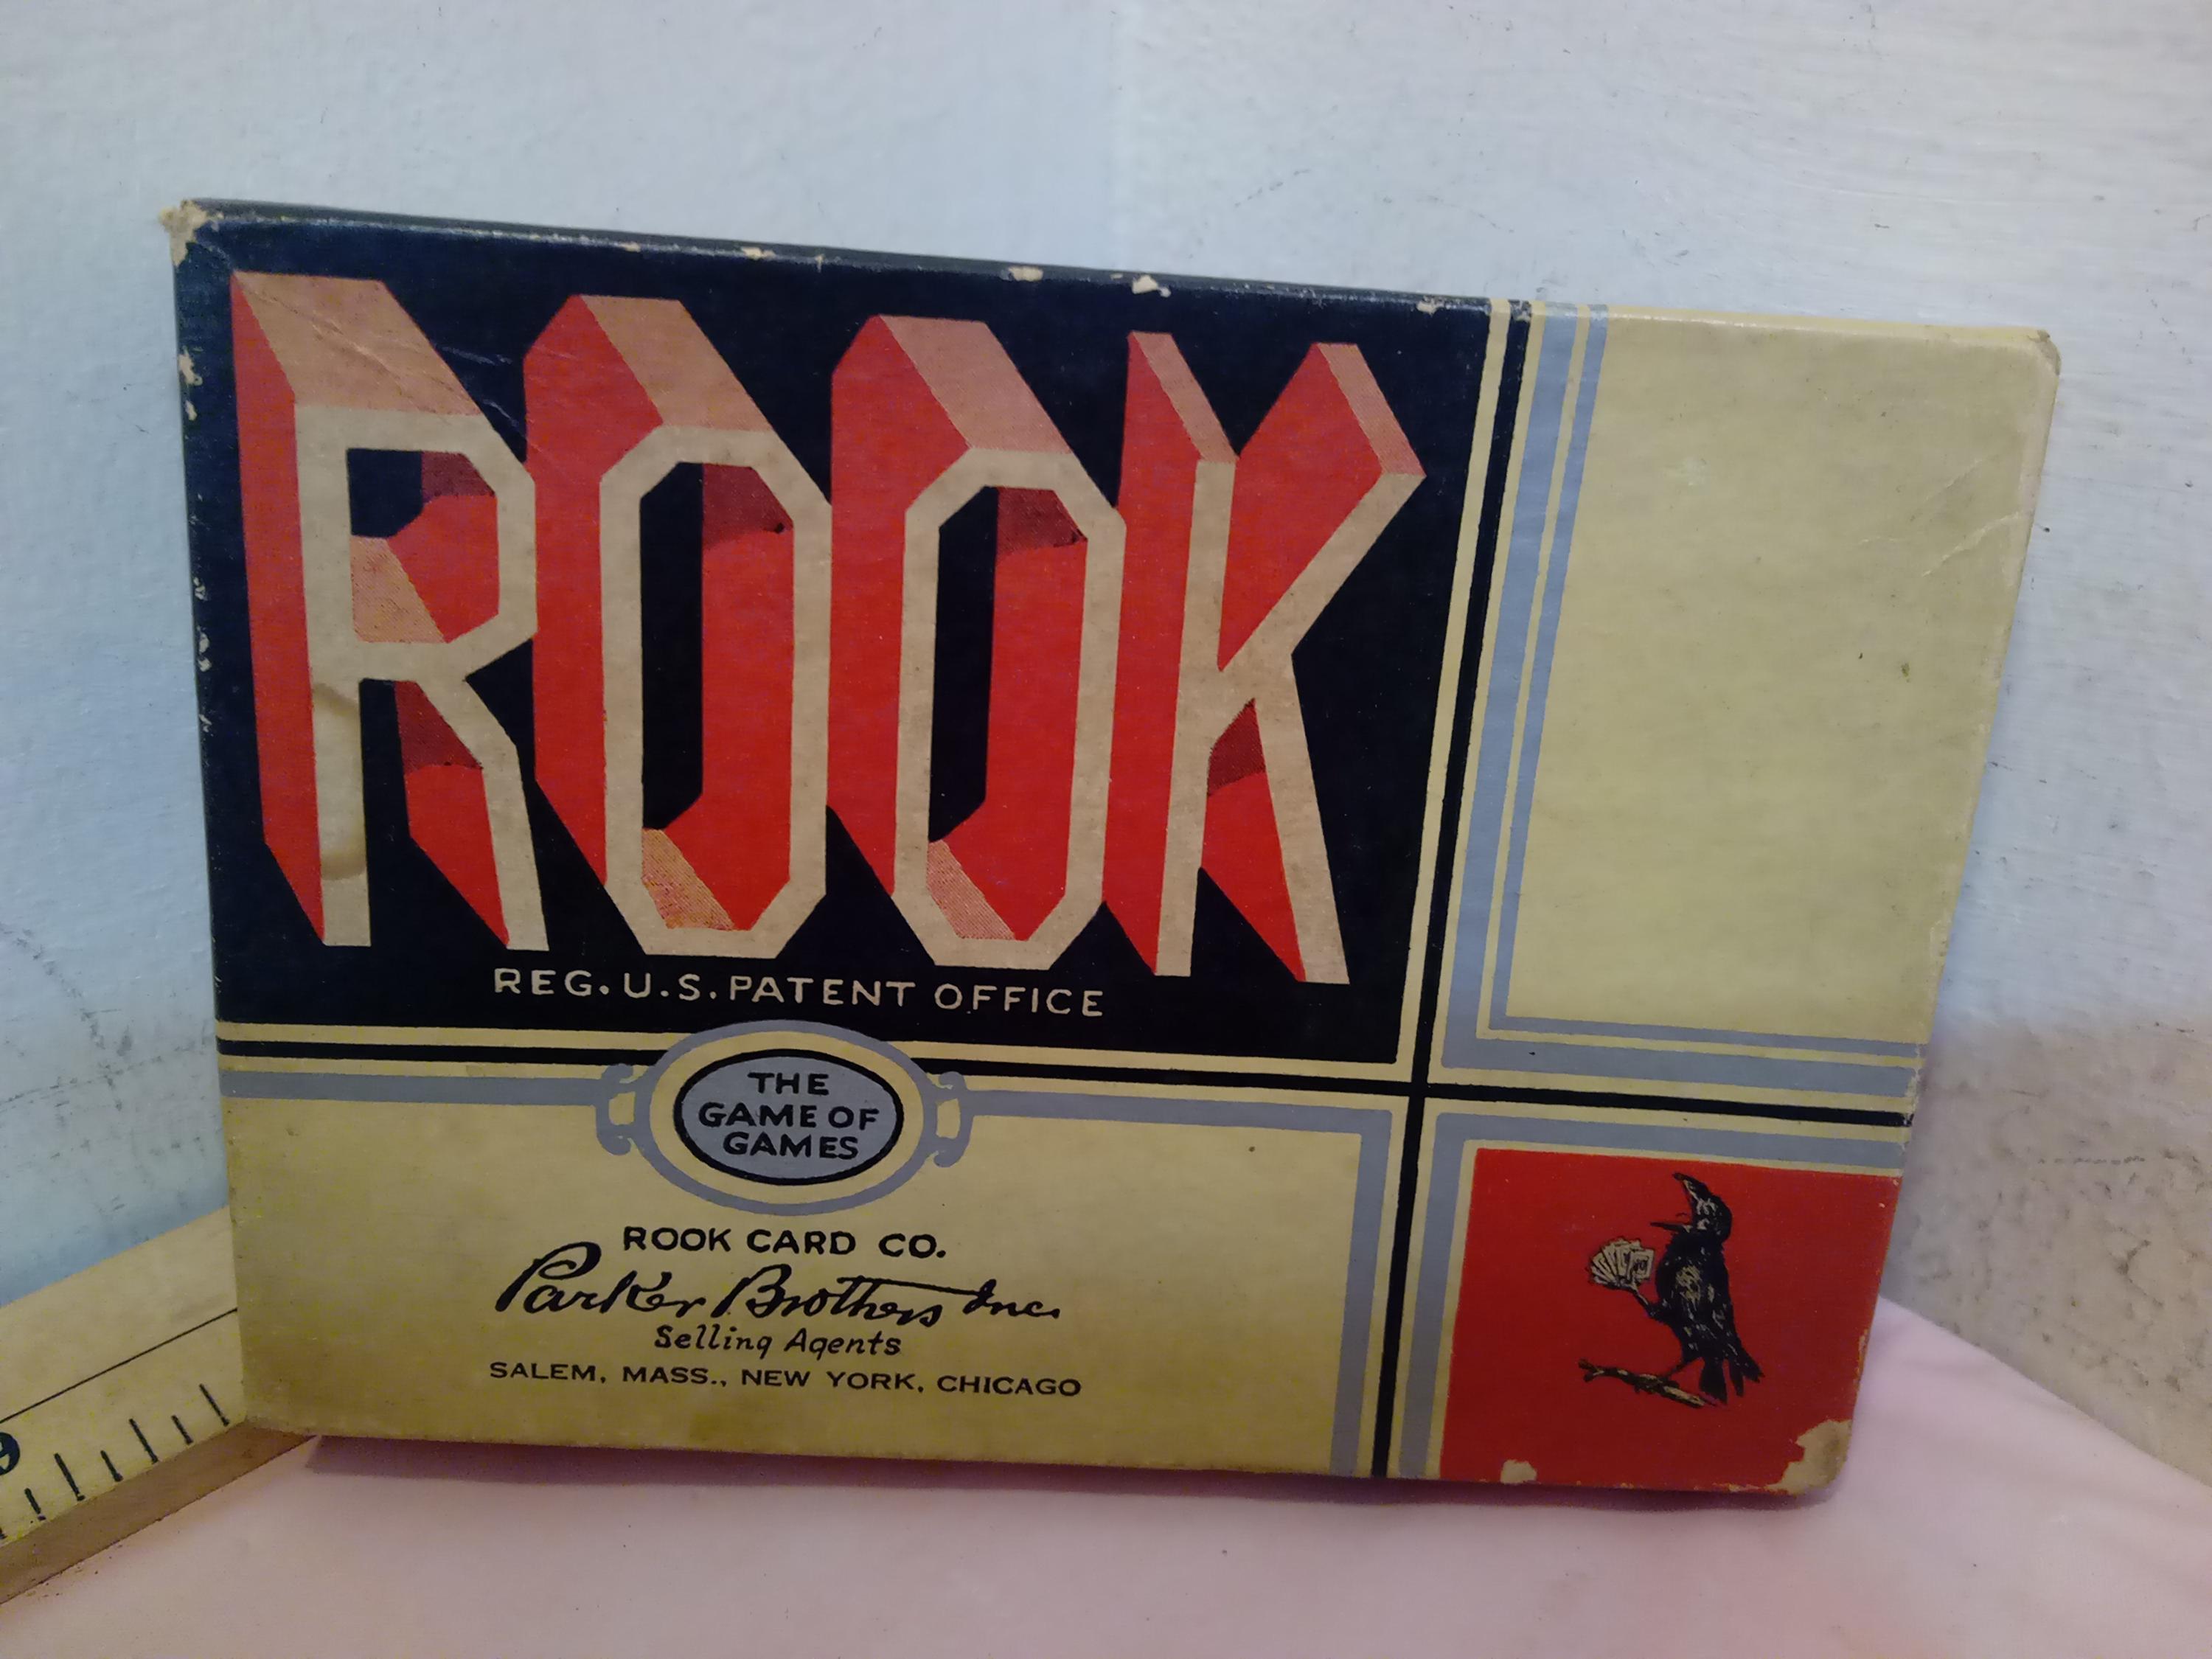 ROOK
REG. U.S. PATENT OFFICE
THE
GAME OF
GAMES
ROOK CARD CO.
Parker Brothers Inc.
Selling Agents
SALEM, MASS., NEW YORK, CHICAGO
9